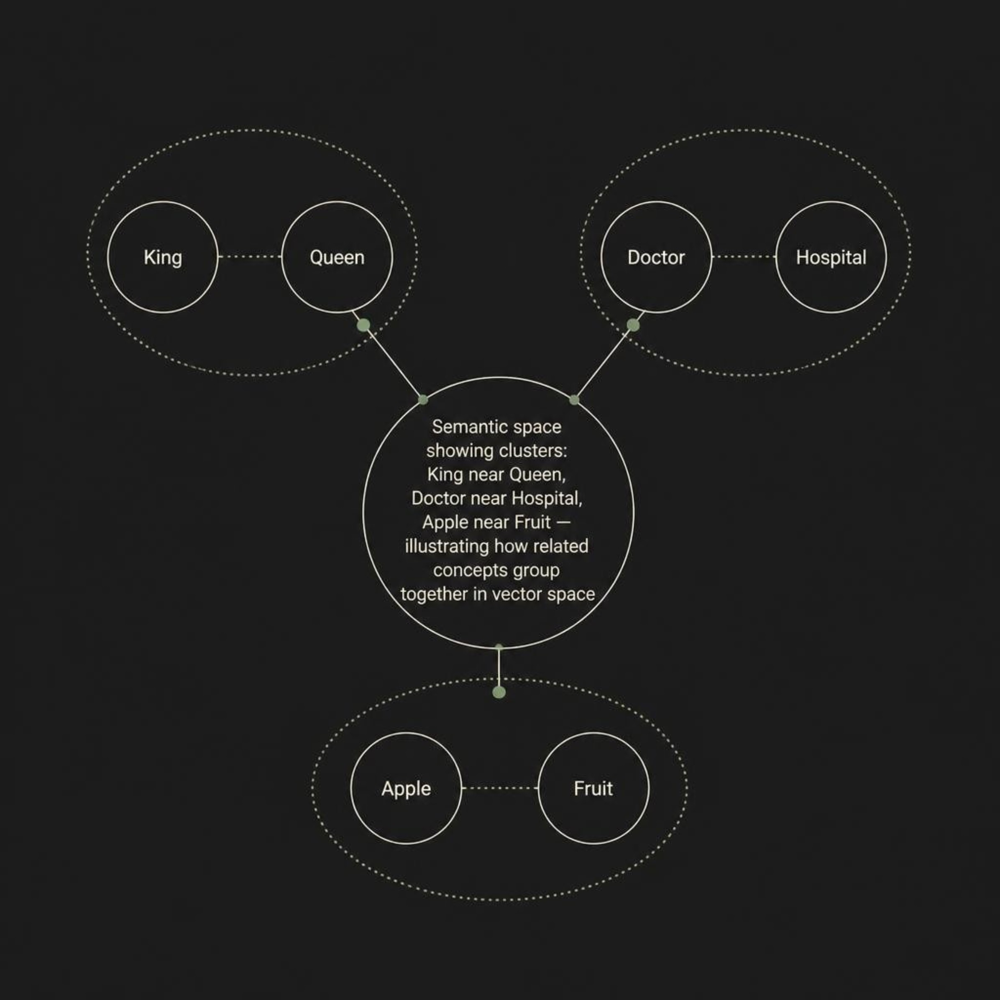 King
Queen
Doctor
Hospital
Semantic space
showing clusters:
King near Queen,
Doctor near Hospital,
Apple near Fruit —
illustrating how related
concepts group
together in vector space
Apple
Fruit